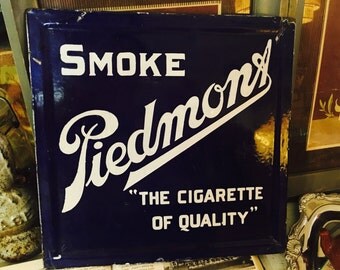 SMOKE
Piedmont
"THE CIGARETTE
OF QUALITY"